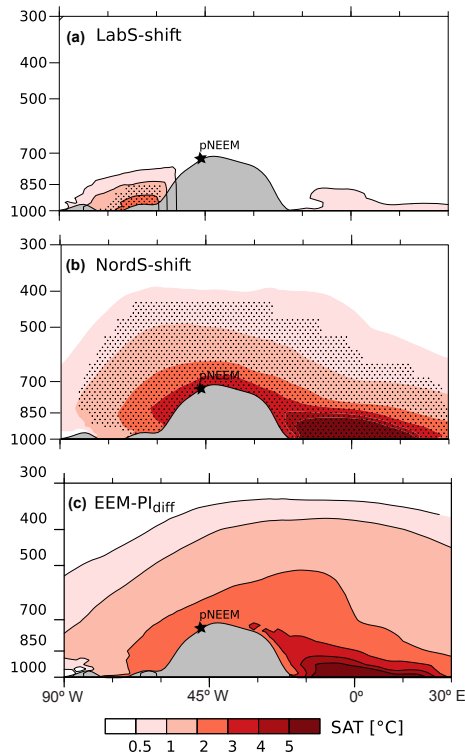 300
(a) LabS-shift
400
500
pNEEM
700
850
1000
300
(b) NordS-shift
400
500
pNEEM
700
850
1000
300
(c) EEM-PIdiff
400
500
pNEEM
700
850
1000
90° W 45° W 0° 30° E
0.5 1 2 3 4 5 SAT [°C]